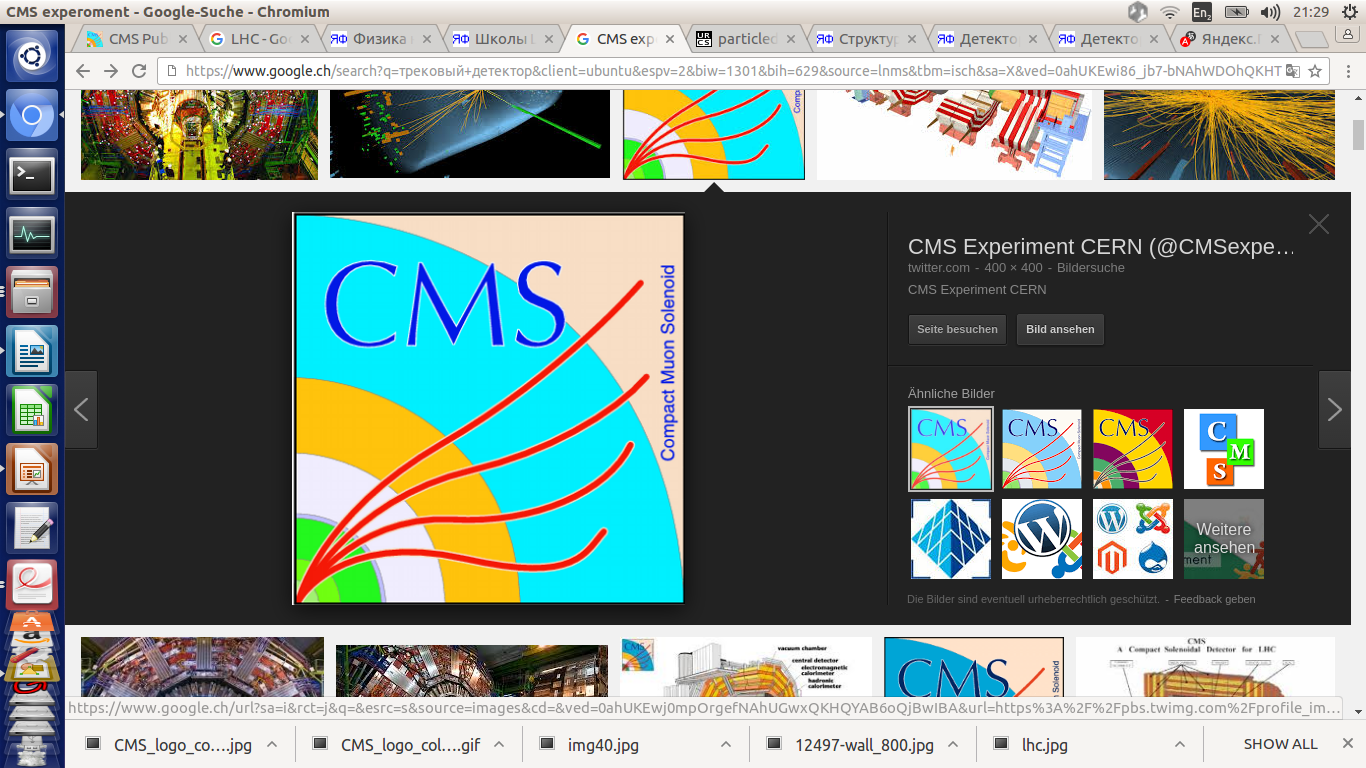 CMS experoment - Google-Suche - Chromium
En2
21:29
CMS Pub
LHC - Goo
Физика
Школы
CMS exp
particled
Структур
Детекто
Детекто
Яндекс.
https://www.google.ch/search?q=трековый+детектор&client=ubuntu&espv=2&biw=1301&bih=629&source=lnms&tbm=isch&sa=X&ved=0ahUKEwi86_jb7-bNAhWDOhQKHT
CMS
Compact Muon Solenoid
CMS Experiment CERN (@CMSexpe...
twitter.com - 400 × 400 - Bildersuche
CMS Experiment CERN
Seite besuchen
Bild ansehen
Ähnliche Bilder
CMS
CMS
CMS
C
M
S
Weitere
ansehen
Die Bilder sind eventuell urheberrechtlich geschützt. - Feedback geben
vacuum chamber
central detector
electromagnetic
calorimeter
hadronic
calorimeter
CMS
Solenoid
CMS
A Compact Solenoidal Detector for LHC
https://www.google.ch/url?sa=i&rct=j&q=&esrc=s&source=images&cd=&ved=0ahUKEwj0mpOrgefNAhUGwxQKHQYAB6oQjBwIBA&url=https%3A%2F%2Fpbs.twimg.com%2Fprofile_im...
CMS_logo_co....jpg
CMS_logo_col....gif
img40.jpg
12497-wall_800.jpg
lhc.jpg
SHOW ALL